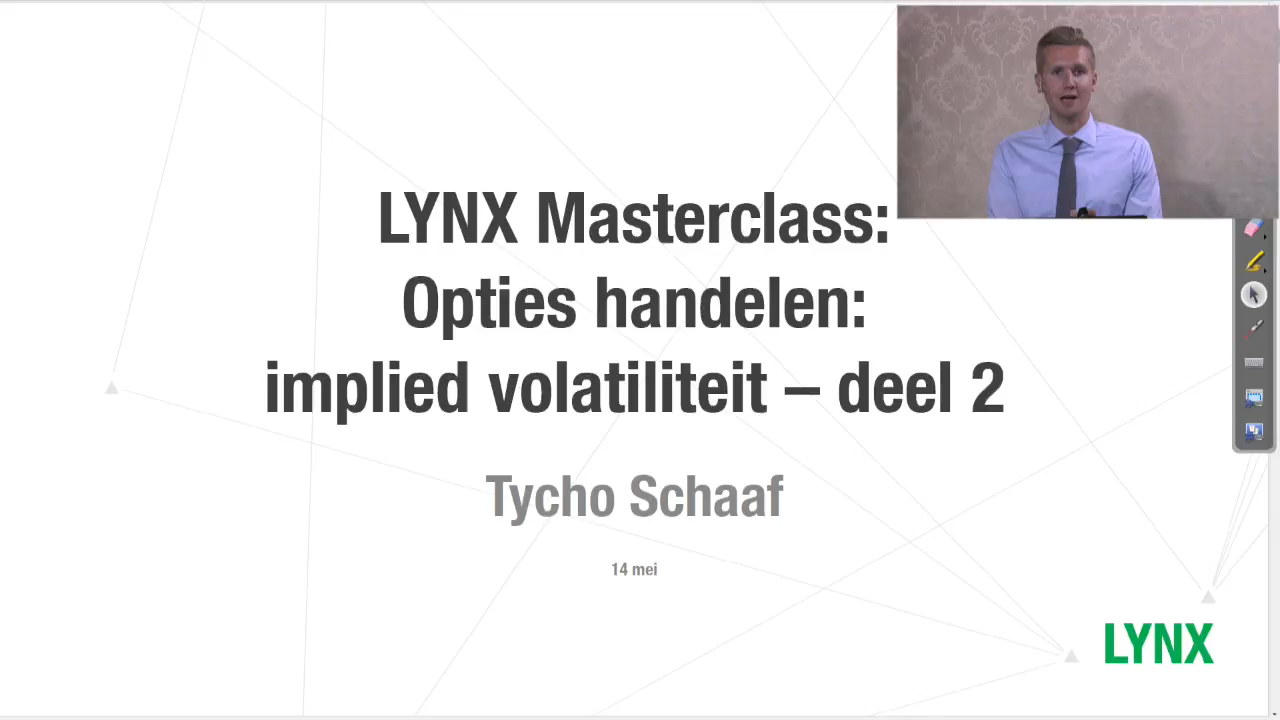 LYNX Masterclass:
Opties handelen:
implied volatiliteit – deel 2
Tycho Schaaf
14 mei
LYNX